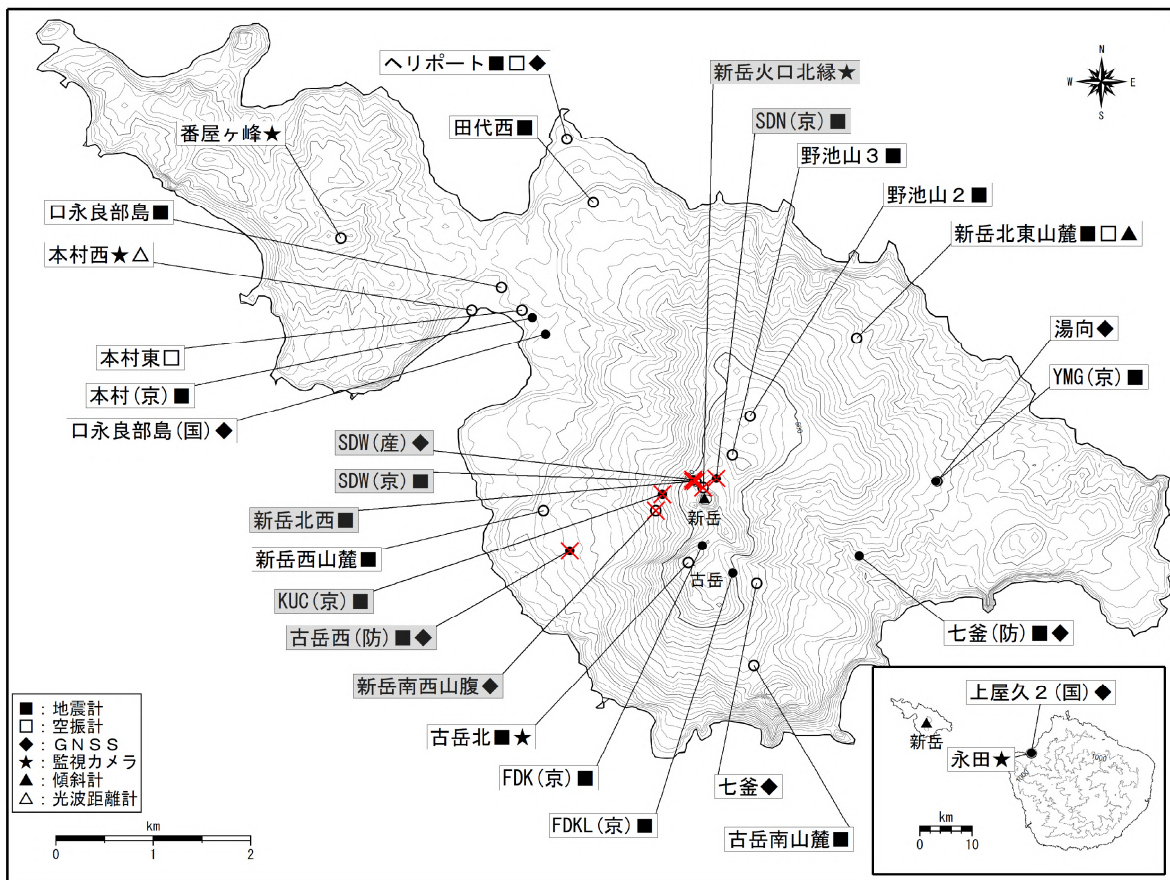 N
W E
S
ヘリポート■□◆
新岳火口北縁★
田代西■
SDN(京)■
番屋ヶ峰★
野池山3■
野池山2■
口永良部島■
新岳北東山麓■□▲
本村西★△
湯向◆
本村東□
YMG(京)■
本村(京)■
口永良部島(国)◆
SDW(産)◆
SDW(京)■
新岳北西■
新岳
新岳西山麓■
古岳
KUC(京)■
古岳西(防)■◆
七釜(防)■◆
新岳南西山腹◆
古岳北■★
FDK(京)■
七釜◆
FDKL(京)■
古岳南山麓■
■:地震計
□:空振計
◆:GNSS
★:監視カメラ
▲:傾斜計
△:光波距離計
km
0 1 2
上屋久2(国)◆
新岳
永田★
1000
1000
km
0 10